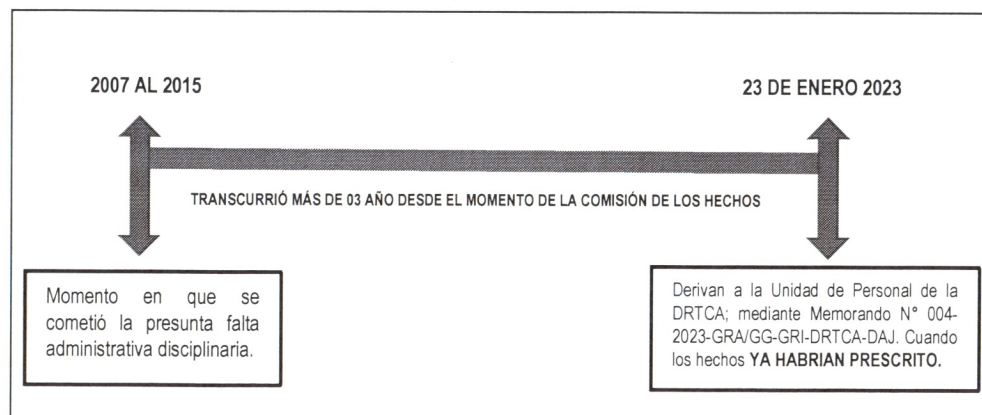 2007 AL 2015
23 DE ENERO 2023
TRANSCURRIÓ MÁS DE 03 AÑO DESDE EL MOMENTO DE LA COMISIÓN DE LOS HECHOS
Momento en que se
cometió la presunta falta
administrativa disciplinaria.
Derivan a la Unidad de Personal de la
DRTCA; mediante Memorando N° 004-
2023-GRA/GG-GRI-DRTCA-DAJ. Cuando
los hechos YA HABRIAN PRESCRITO.